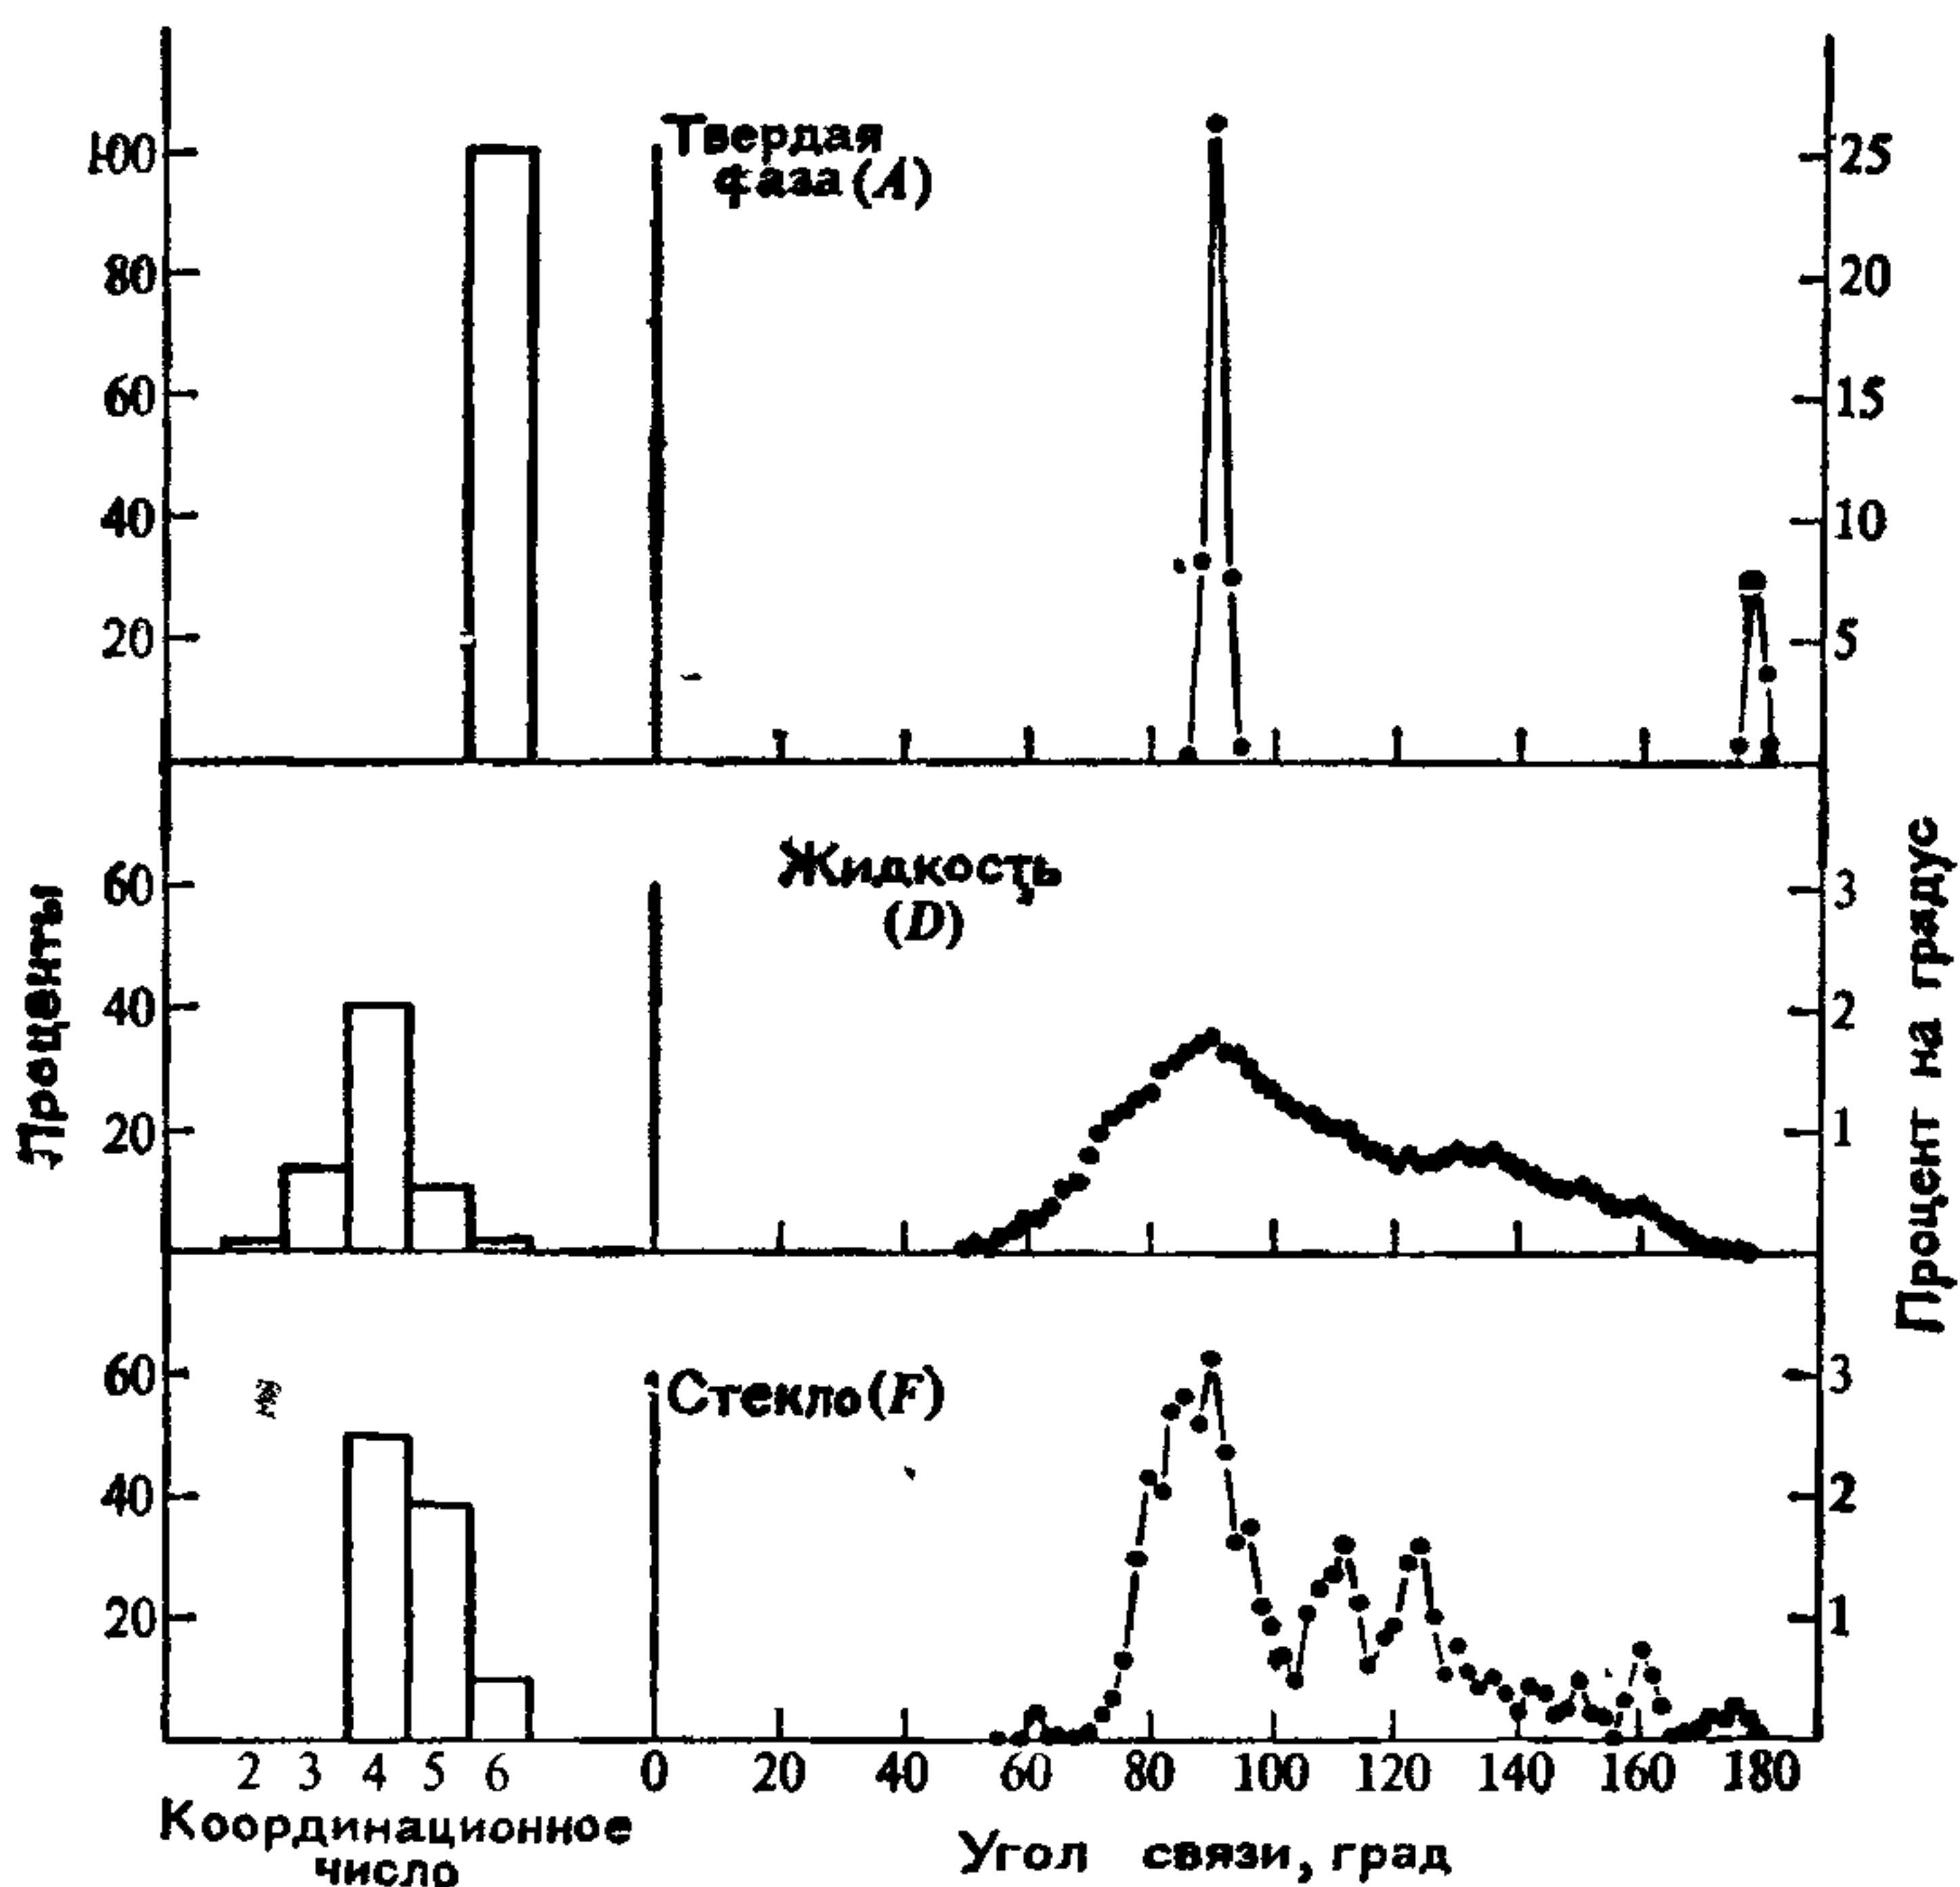 Твердая
фаза (A)
100
80
60
40
20
25
20
15
10
5
Жидкость
(D)
60
40
20
3
2
1
Проценты
Процент на градус
Стекло (F)
60
40
20
3
2
1
2 3 4 5 6 0 20 40 60 80 100 120 140 160 180
Координационное
число
Угол связи, град